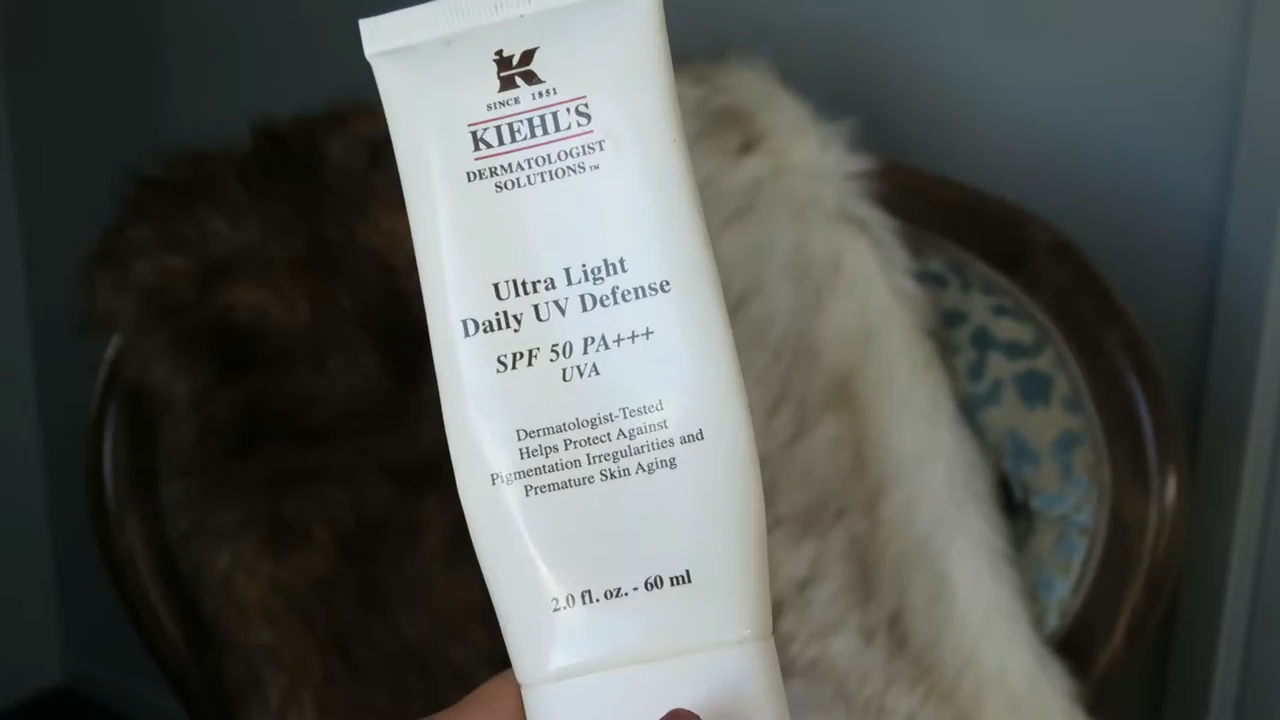 K
SINCE 1851
KIEHL'S
DERMATOLOGIST
SOLUTIONS™
Ultra Light
Daily UV Defense
SPF 50 PA+++
UVA
Dermatologist-Tested
Helps Protect Against
Pigmentation Irregularities and
Premature Skin Aging
2.0 fl. oz. - 60 ml